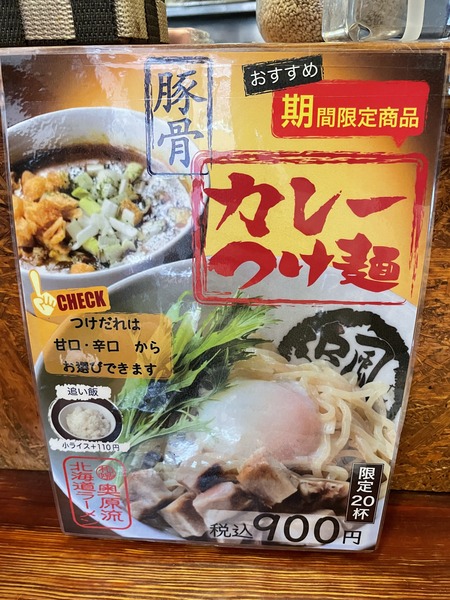 おすすめ
期間限定商品
豚骨
カレー
つけ麺
CHECK
つけだれは
甘口・辛口 から
お選びできます
追い飯
小ライス+110円
奥原流
北海道ラーメン
限定20杯
税込900円